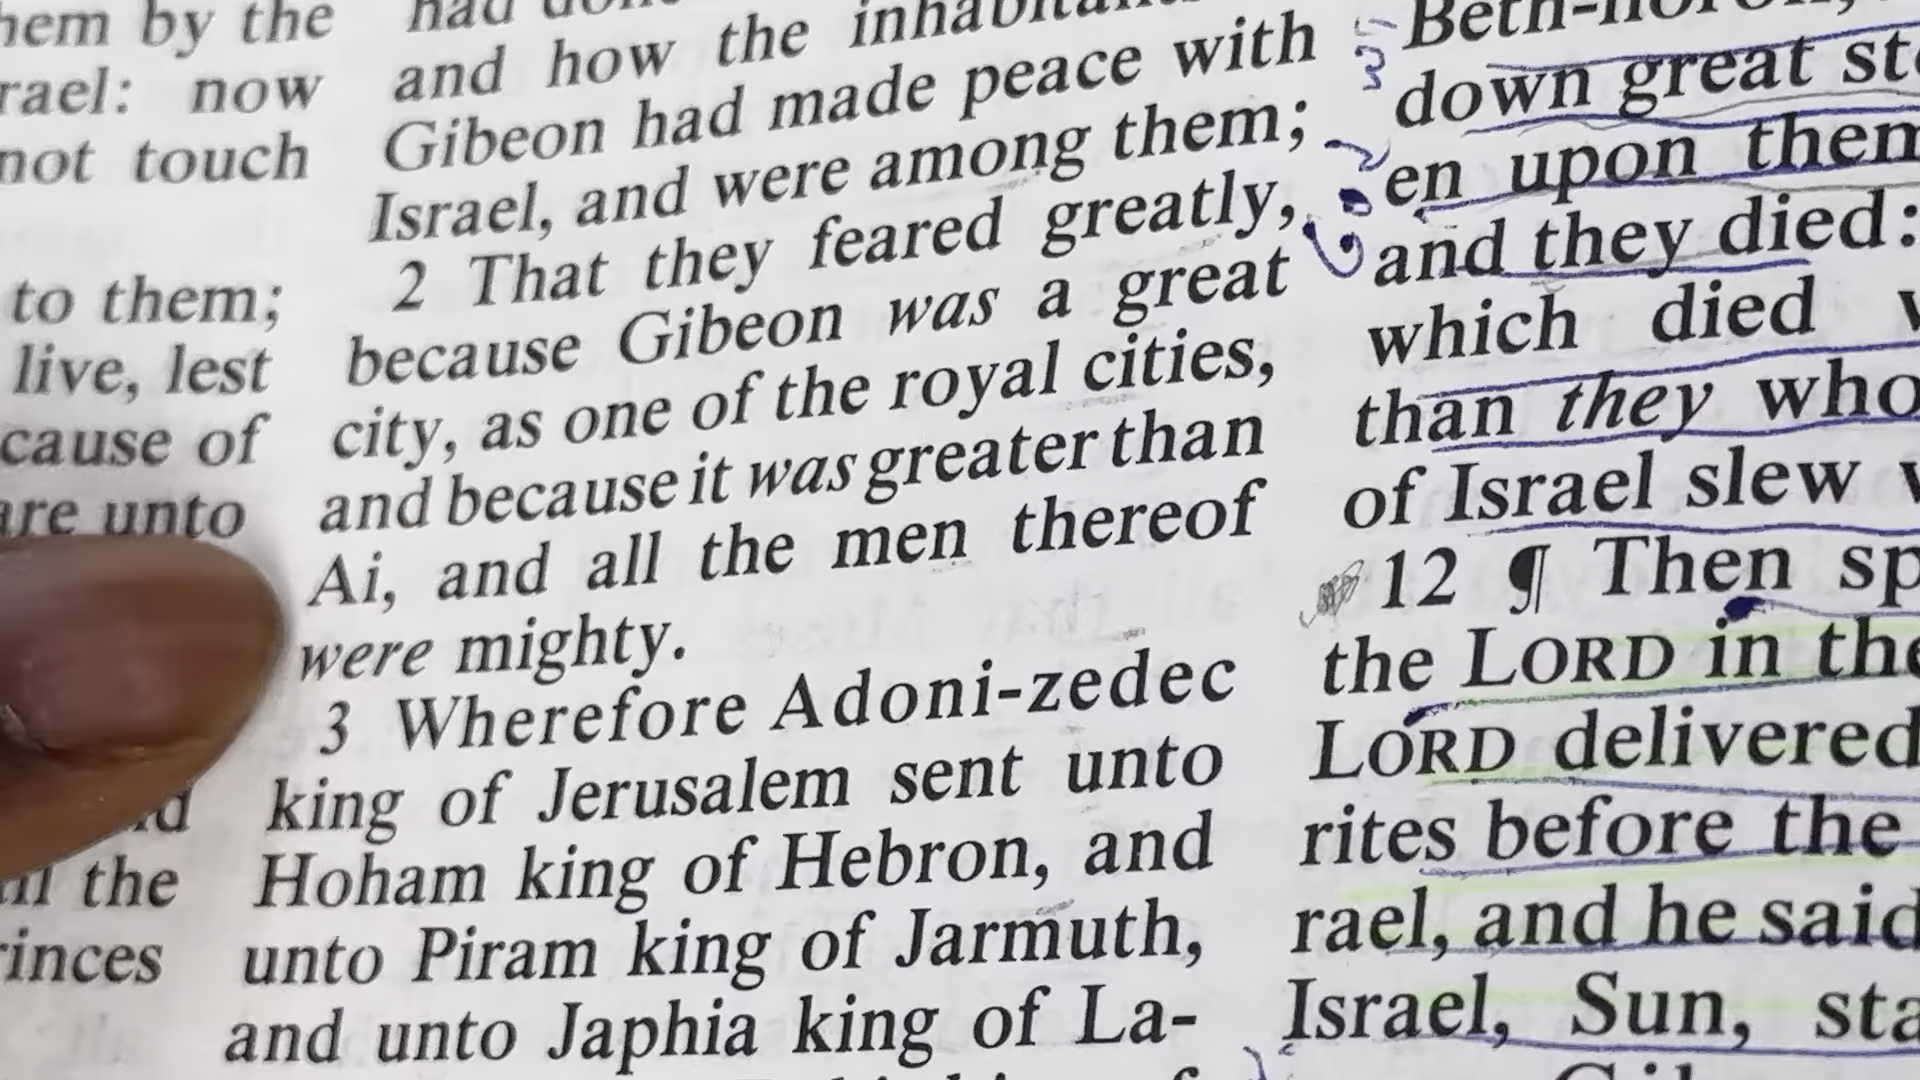 hem by the
rael: now
not touch
to them;
live, lest
cause of
are unto
the
rinces
had
and how the
Gibeon had made peace with
Israel, and were among them;
2 That they feared greatly,
because Gibeon was a great
city, as one of the royal cities,
and because it was greater than
Ai, and all the men thereof
were mighty.
3 Wherefore Adoni-zedec
king of Jerusalem sent unto
Hoham king of Hebron, and
unto Piram king of Jarmuth,
and unto Japhia king of La-
down great sto
en upon them
and they died:
which died
than they who
of Israel slew
12 ¶ Then sp
the LORD in the
LORD delivered
rites before the
rael, and he said
Israel, Sun, sta